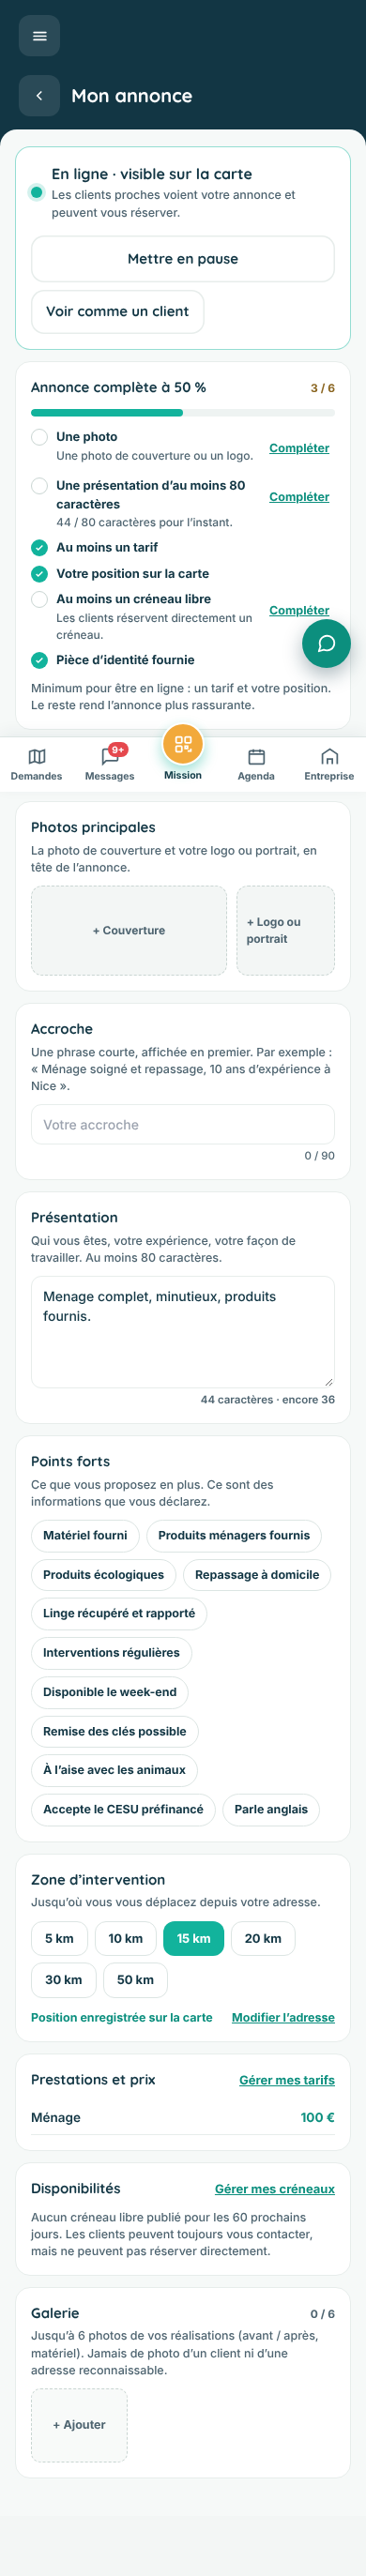 Mon annonce
En ligne · visible sur la carte
Les clients proches voient votre annonce et
peuvent vous réserver.
Mettre en pause
Voir comme un client
Annonce complète à 50 %
3 / 6
Une photo
Une photo de couverture ou un logo.
Compléter
Une présentation d’au moins 80
caractères
44 / 80 caractères pour l’instant.
Compléter
Au moins un tarif
Votre position sur la carte
Au moins un créneau libre
Les clients réservent directement un
créneau.
Compléter
Pièce d’identité fournie
Minimum pour être en ligne : un tarif et votre position.
Le reste rend l’annonce plus rassurante.
Demandes
9+
Messages
Mission
Agenda
Entreprise
Photos principales
La photo de couverture et votre logo ou portrait, en
tête de l’annonce.
+ Couverture
+ Logo ou
portrait
Accroche
Une phrase courte, affichée en premier. Par exemple :
« Ménage soigné et repassage, 10 ans d’expérience à
Nice ».
Votre accroche
0 / 90
Présentation
Qui vous êtes, votre expérience, votre façon de
travailler. Au moins 80 caractères.
Menage complet, minutieux, produits
fournis.
44 caractères · encore 36
Points forts
Ce que vous proposez en plus. Ce sont des
informations que vous déclarez.
Matériel fourni
Produits ménagers fournis
Produits écologiques
Repassage à domicile
Linge récupéré et rapporté
Interventions régulières
Disponible le week-end
Remise des clés possible
À l’aise avec les animaux
Accepte le CESU préfinancé
Parle anglais
Zone d’intervention
Jusqu’où vous vous déplacez depuis votre adresse.
5 km
10 km
15 km
20 km
30 km
50 km
Position enregistrée sur la carte
Modifier l’adresse
Prestations et prix
Gérer mes tarifs
Ménage
100 €
Disponibilités
Gérer mes créneaux
Aucun créneau libre publié pour les 60 prochains
jours. Les clients peuvent toujours vous contacter,
mais ne peuvent pas réserver directement.
Galerie
0 / 6
Jusqu’à 6 photos de vos réalisations (avant / après,
matériel). Jamais de photo d’un client ni d’une
adresse reconnaissable.
+ Ajouter